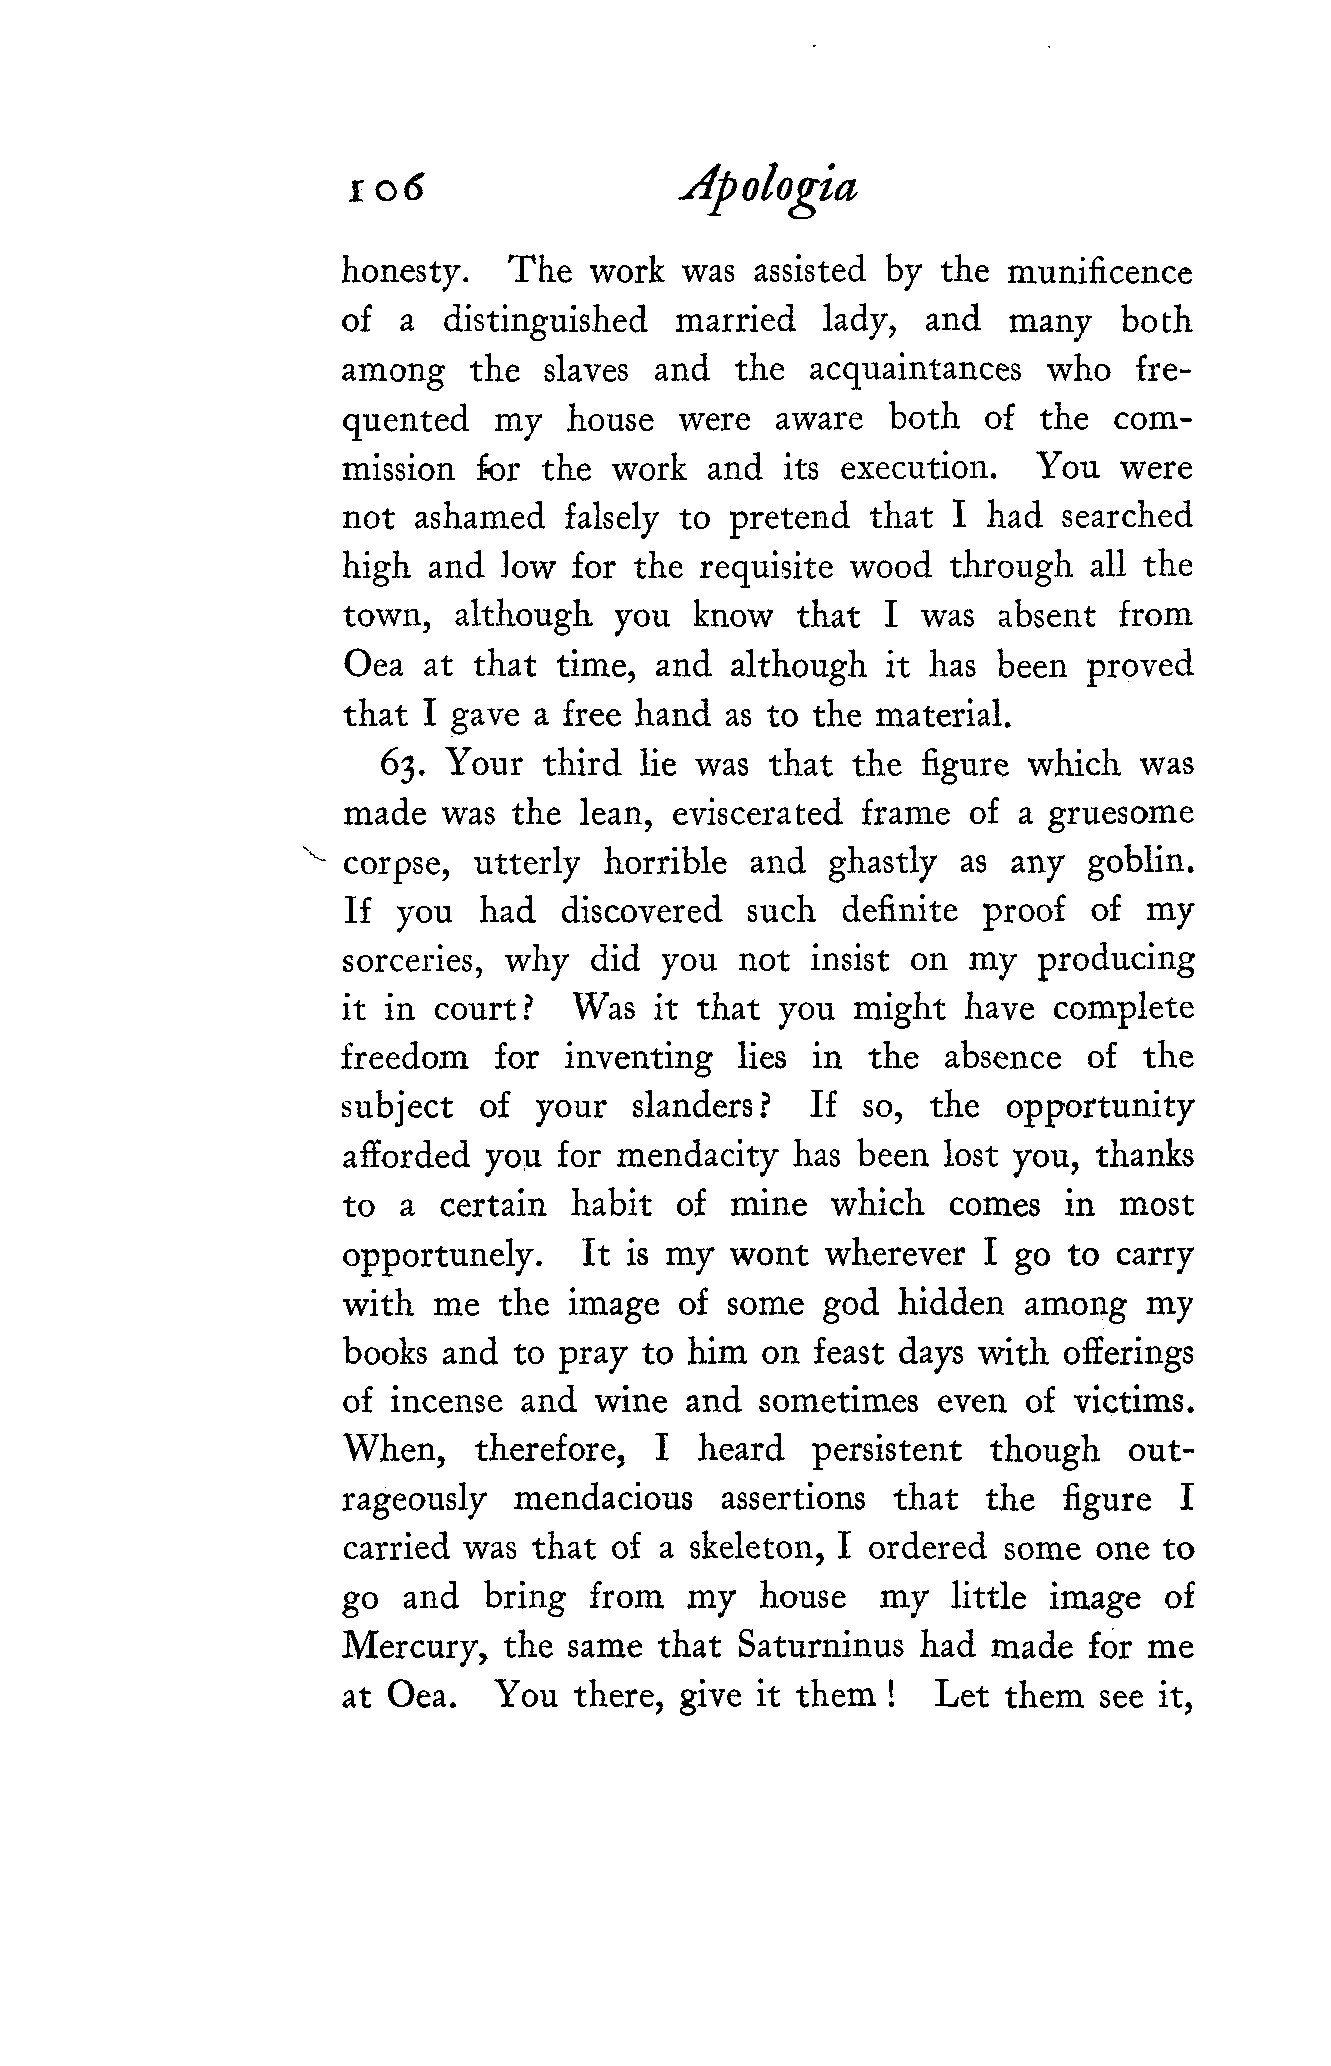 106 Apologia
honesty. The work was assisted by the munificence
of a distinguished married lady, and many both
among the slaves and the acquaintances who fre-
quented my house were aware both of the com-
mission for the work and its execution. You were
not ashamed falsely to pretend that I had searched
high and low for the requisite wood through all the
town, although you know that I was absent from
Oea at that time, and although it has been proved
that I gave a free hand as to the material.
63. Your third lie was that the figure which was
made was the lean, eviscerated frame of a gruesome
corpse, utterly horrible and ghastly as any goblin.
If you had discovered such definite proof of my
sorceries, why did you not insist on my producing
it in court? Was it that you might have complete
freedom for inventing lies in the absence of the
subject of your slanders? If so, the opportunity
afforded you for mendacity has been lost you, thanks
to a certain habit of mine which comes in most
opportunely. It is my wont wherever I go to carry
with me the image of some god hidden among my
books and to pray to him on feast days with offerings
of incense and wine and sometimes even of victims.
When, therefore, I heard persistent though out-
rageously mendacious assertions that the figure I
carried was that of a skeleton, I ordered some one to
go and bring from my house my little image of
Mercury, the same that Saturninus had made for me
at Oea. You there, give it them! Let them see it,